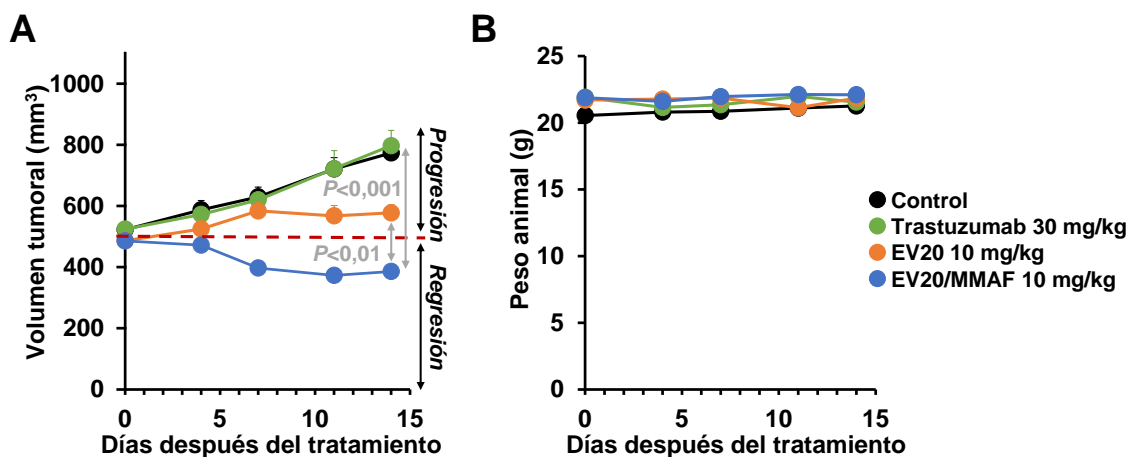 A
Volumen tumoral (mm³)
1000
800
600
400
200
0
0
5
10
15
Días después del tratamiento
P<0,001
P<0,01
Progresión
Regresión
B
Peso animal (g)
25
20
15
10
5
0
0
5
10
15
Días después del tratamiento
Control
Trastuzumab 30 mg/kg
EV20 10 mg/kg
EV20/MMAF 10 mg/kg